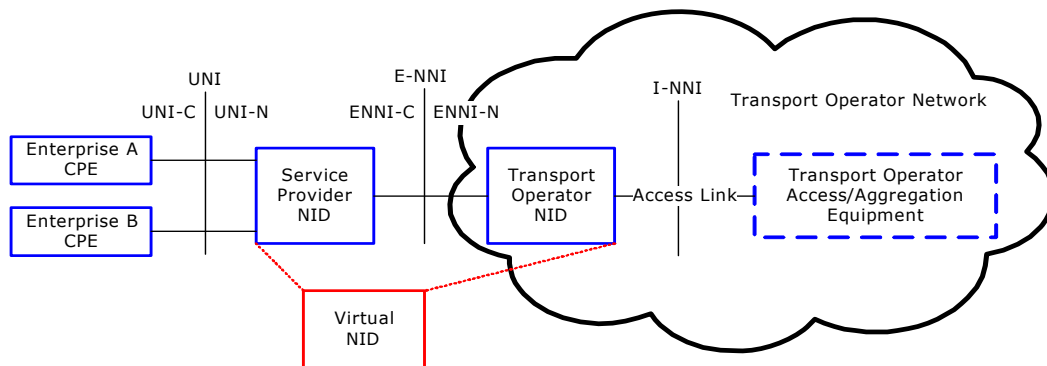 UNI
UNI-C
UNI-N
E-NNI
ENNI-C
ENNI-N
I-NNI
Transport Operator Network
Enterprise A
CPE
Enterprise B
CPE
Service
Provider
NID
Transport
Operator
NID
Access Link
Transport Operator
Access/Aggregation
Equipment
Virtual
NID